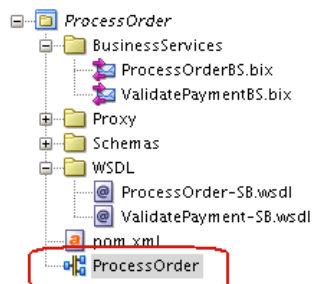 ProcessOrder
BusinessServices
ProcessOrderBS.bix
ValidatePaymentBS.bix
Proxy
Schemas
WSDL
ProcessOrder-SB.wsdl
ValidatePayment-SB.wsdl
pom.xml
ProcessOrder